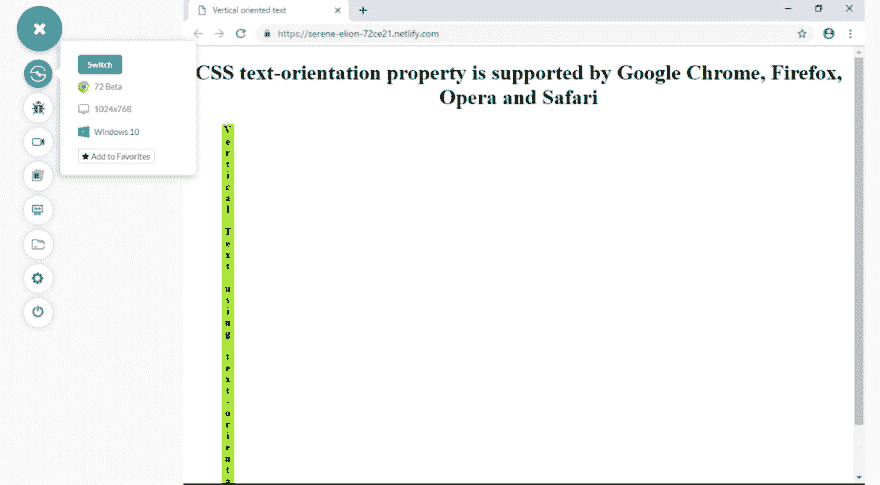 Vertical oriented text
https://serene-elion-72ce21.netlify.com
Switch
72 Beta
1024x768
Windows 10
Add to Favorites
CSS text-orientation property is supported by Google Chrome, Firefox,
Opera and Safari
Vertical Text using text-orienta